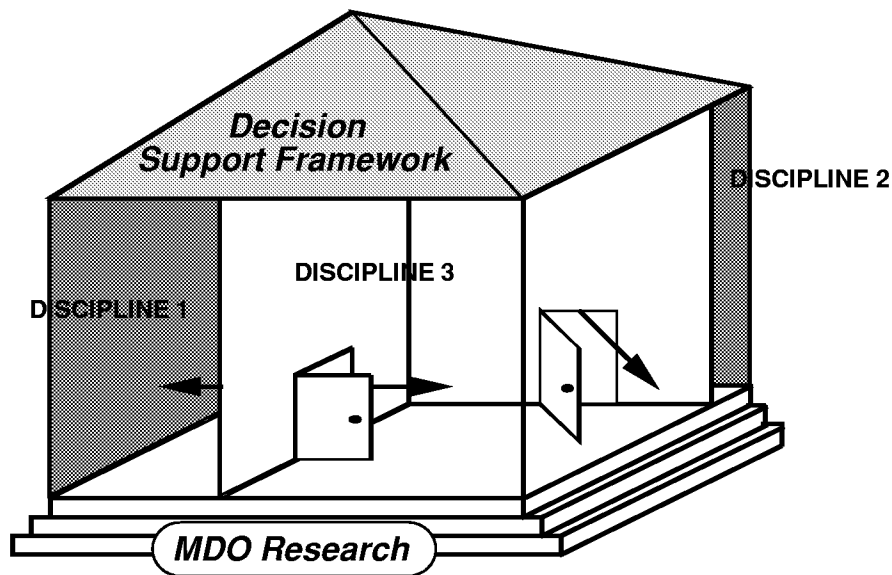 Decision
Support Framework
DISCIPLINE 2
DISCIPLINE 3
DISCIPLINE 1
MDO Research